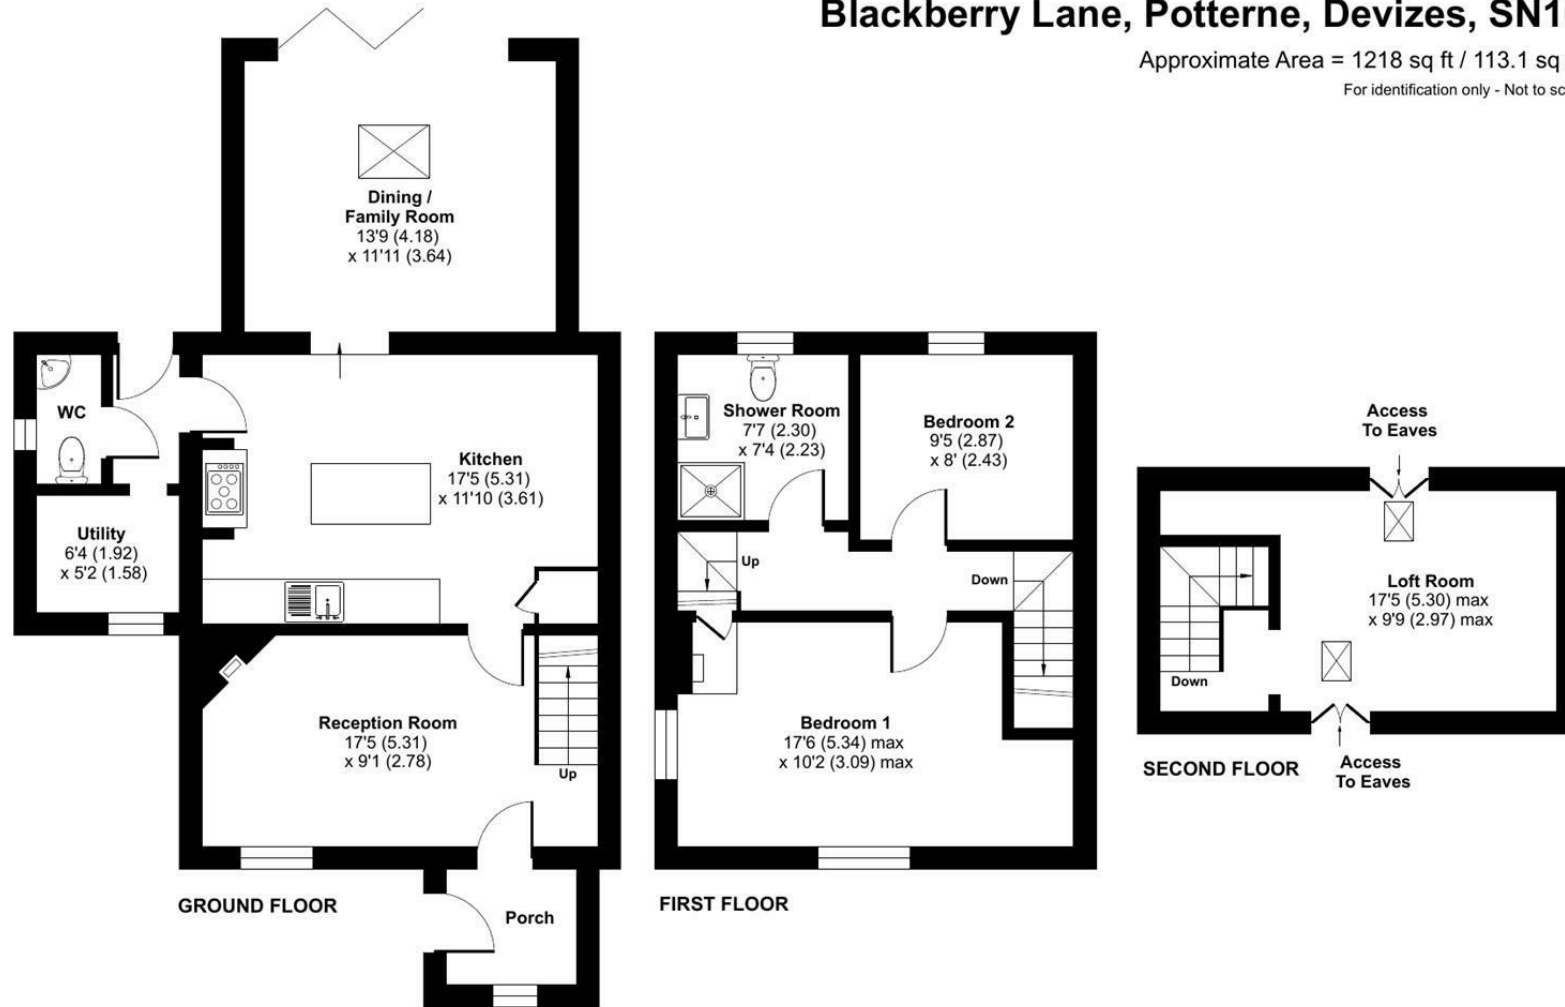 Blackberry Lane, Potterne, Devizes, SN1
Approximate Area = 1218 sq ft / 113.1 sq
For identification only - Not to sc
Dining /
Family Room
13'9 (4.18)
x 11'11 (3.64)
WC
Kitchen
17'5 (5.31)
x 11'10 (3.61)
Utility
6'4 (1.92)
x 5'2 (1.58)
Reception Room
17'5 (5.31)
x 9'1 (2.78)
Up
Porch
GROUND FLOOR
Shower Room
7'7 (2.30)
x 7'4 (2.23)
Bedroom 2
9'5 (2.87)
x 8' (2.43)
Up
Down
Bedroom 1
17'6 (5.34) max
x 10'2 (3.09) max
FIRST FLOOR
Access
To Eaves
Loft Room
17'5 (5.30) max
x 9'9 (2.97) max
Down
SECOND FLOOR
Access
To Eaves